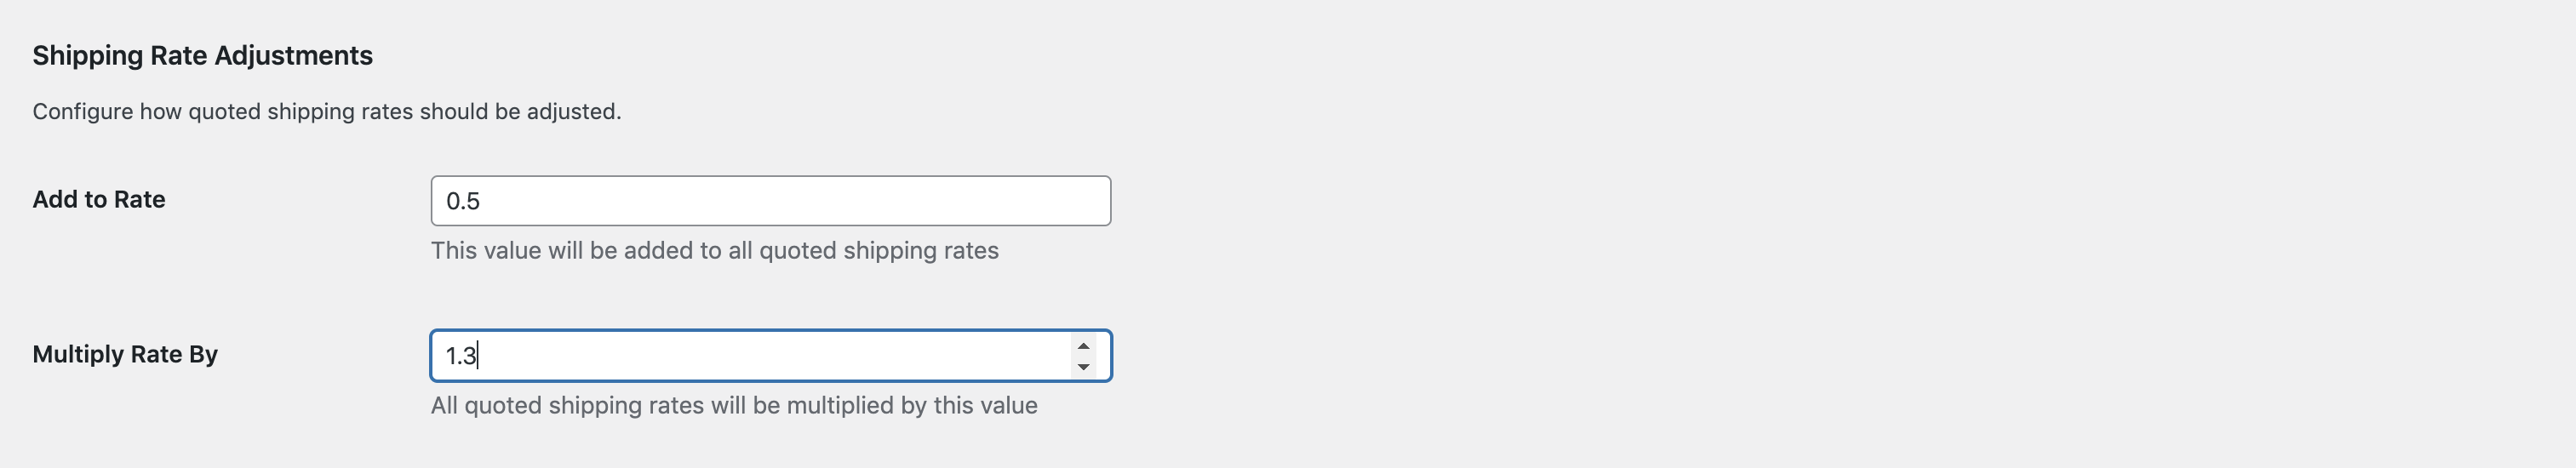 Shipping Rate Adjustments
Configure how quoted shipping rates should be adjusted.
Add to Rate
0.5
This value will be added to all quoted shipping rates
Multiply Rate By
1.3
All quoted shipping rates will be multiplied by this value